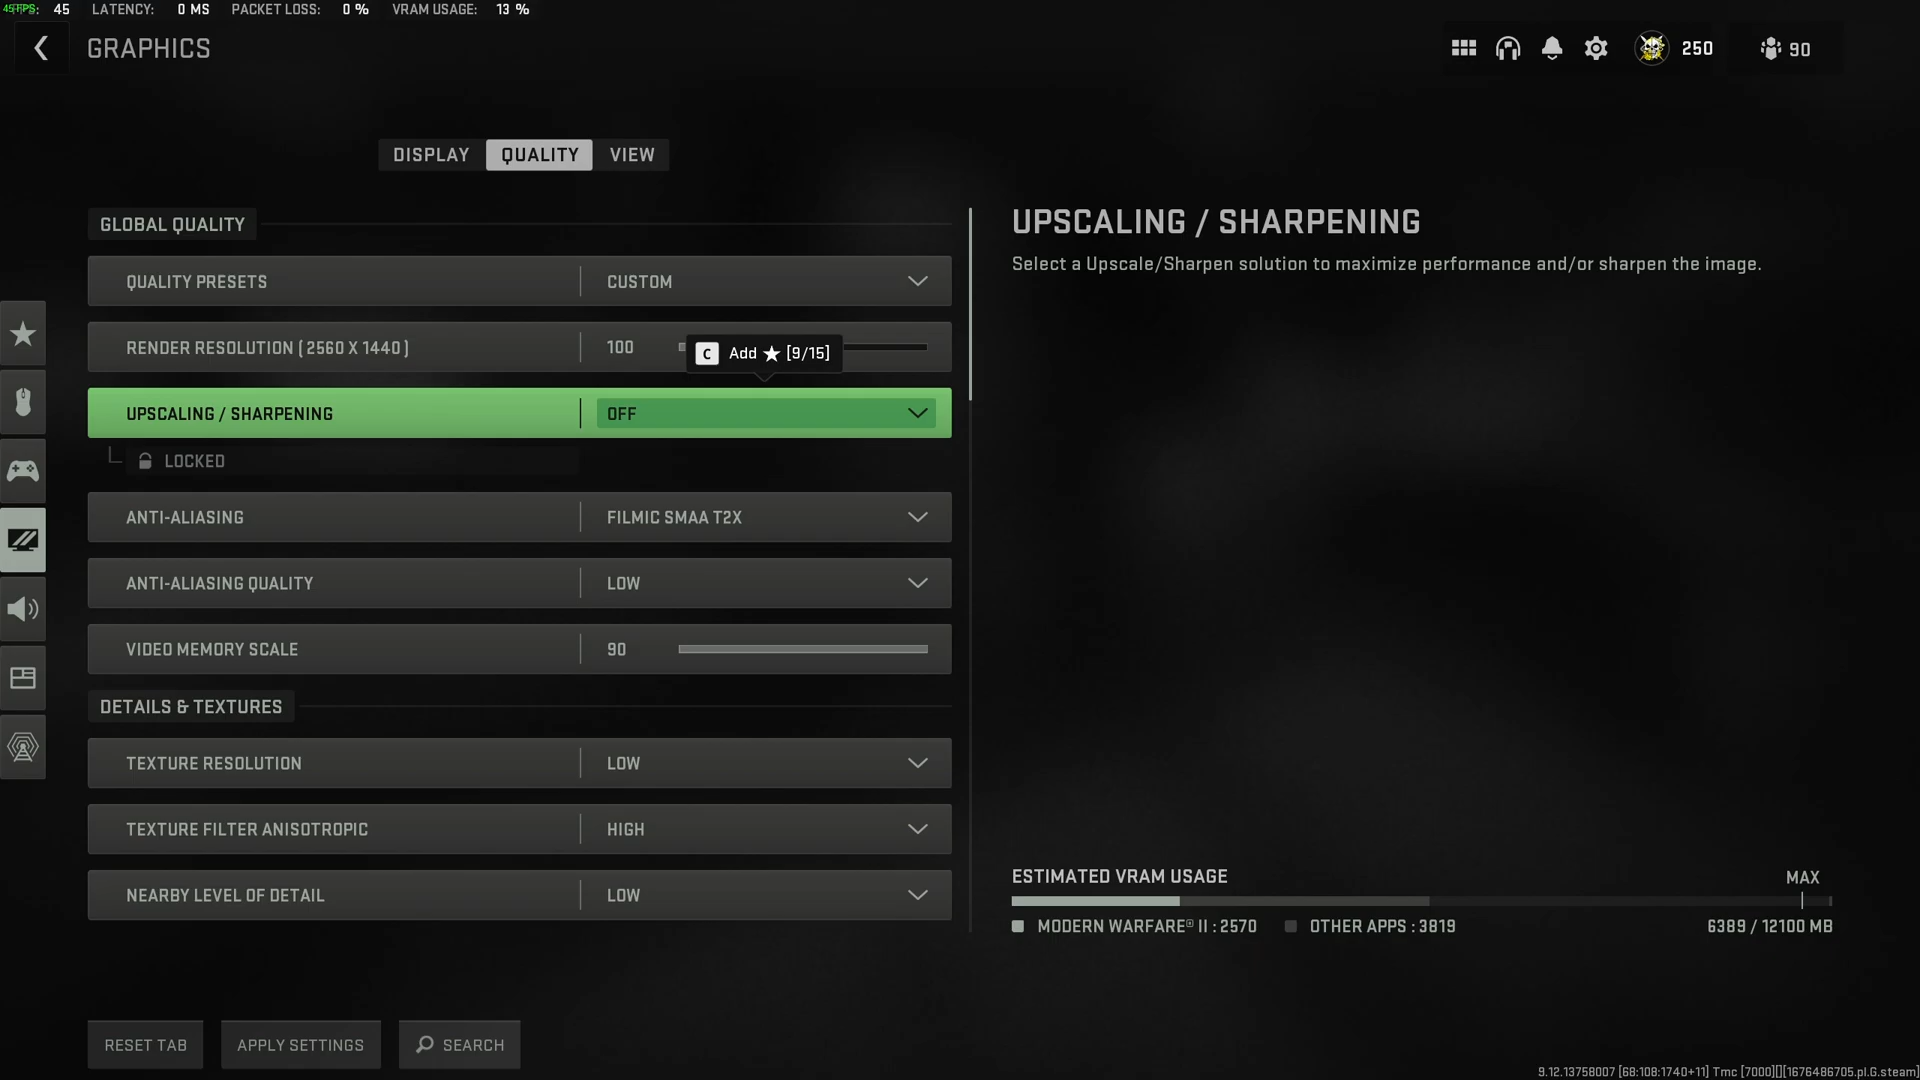 45 LATENCY: 0 MS PACKET LOSS: 0 % VRAM USAGE: 13 %
GRAPHICS
250
90
DISPLAY QUALITY VIEW
GLOBAL QUALITY
QUALITY PRESETS CUSTOM
RENDER RESOLUTION ( 2560 X 1440 ) 100
C Add ★ [9/15]
UPSCALING / SHARPENING OFF
LOCKED
ANTI-ALIASING FILMIC SMAA T2X
ANTI-ALIASING QUALITY LOW
VIDEO MEMORY SCALE 90
DETAILS & TEXTURES
TEXTURE RESOLUTION LOW
TEXTURE FILTER ANISOTROPIC HIGH
NEARBY LEVEL OF DETAIL LOW
UPSCALING / SHARPENING
Select a Upscale/Sharpen solution to maximize performance and/or sharpen the image.
ESTIMATED VRAM USAGE MAX
MODERN WARFARE® II : 2570 OTHER APPS : 3819 6389 / 12100 MB
RESET TAB APPLY SETTINGS SEARCH
9.12.13758007 [68:108:1740+11] Tmc [7000][][1676486705.pl.G.steam]